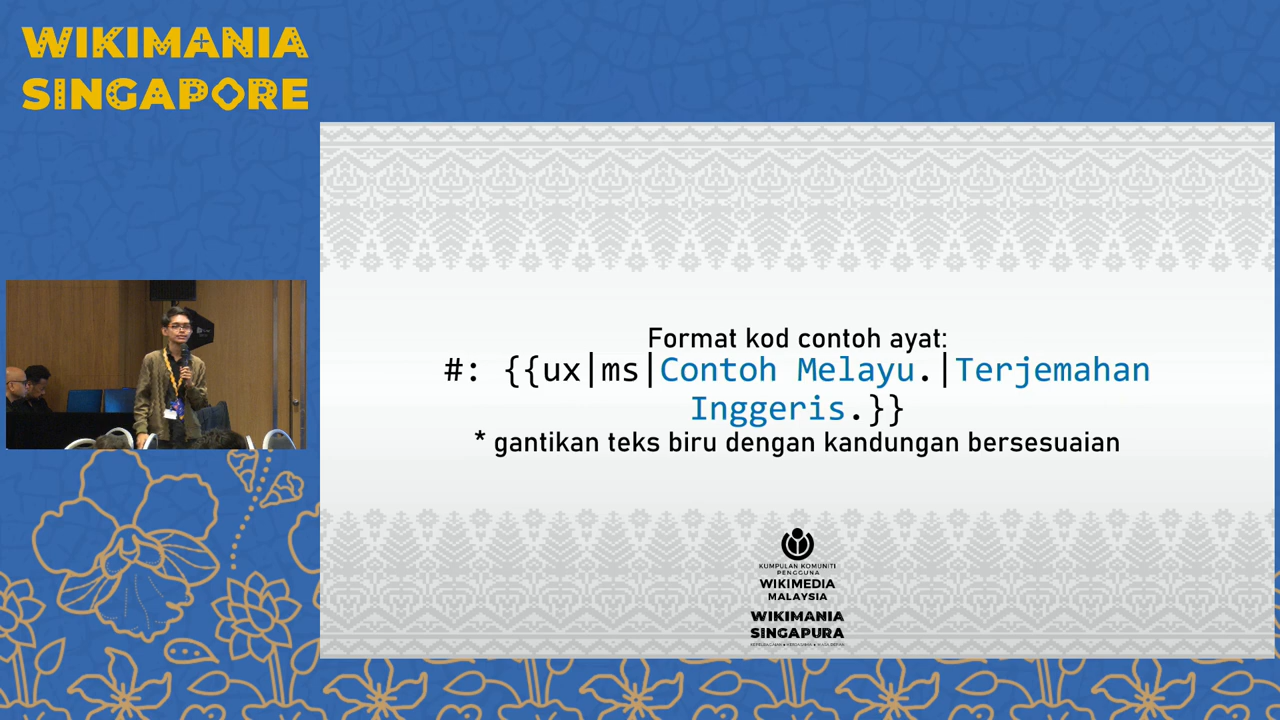 WIKIMANIA
SINGAPORE
Format kod contoh ayat:
#: {{ux|ms|Contoh Melayu.|Terjemahan
Inggeris.}}
* gantikan teks biru dengan kandungan bersesuaian
KUMPULAN KOMUNITI
PENGGUNA
WIKIMEDIA
MALAYSIA
WIKIMANIA
SINGAPURA